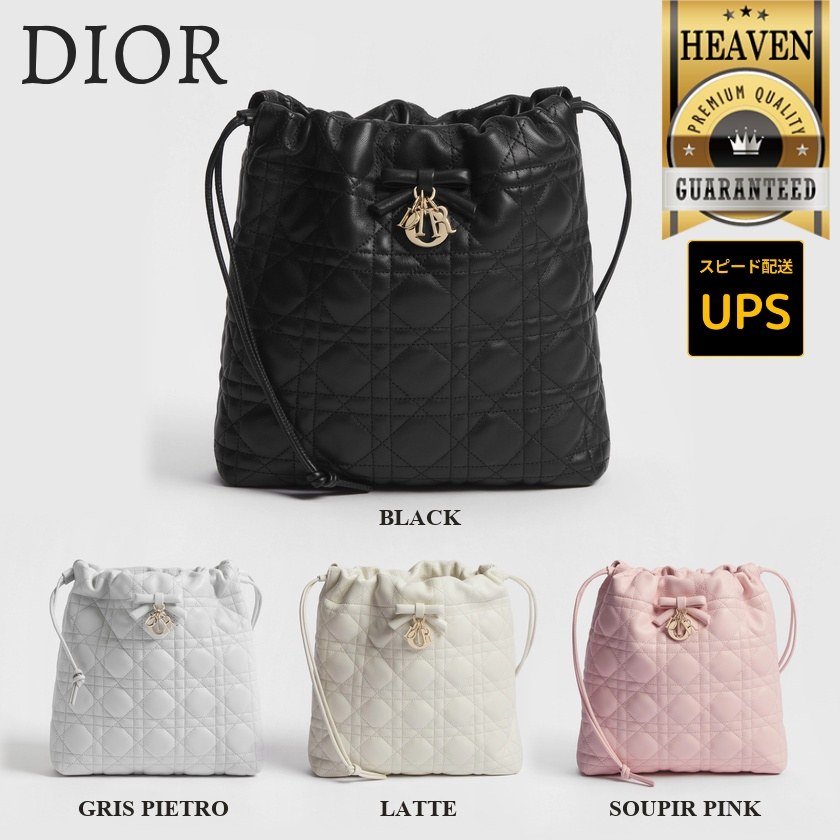 DIOR
HEAVEN
PREMIUM QUALITY
GUARANTEED
スピード配送
UPS
BLACK
GRIS PIETRO
LATTE
SOUPIR PINK